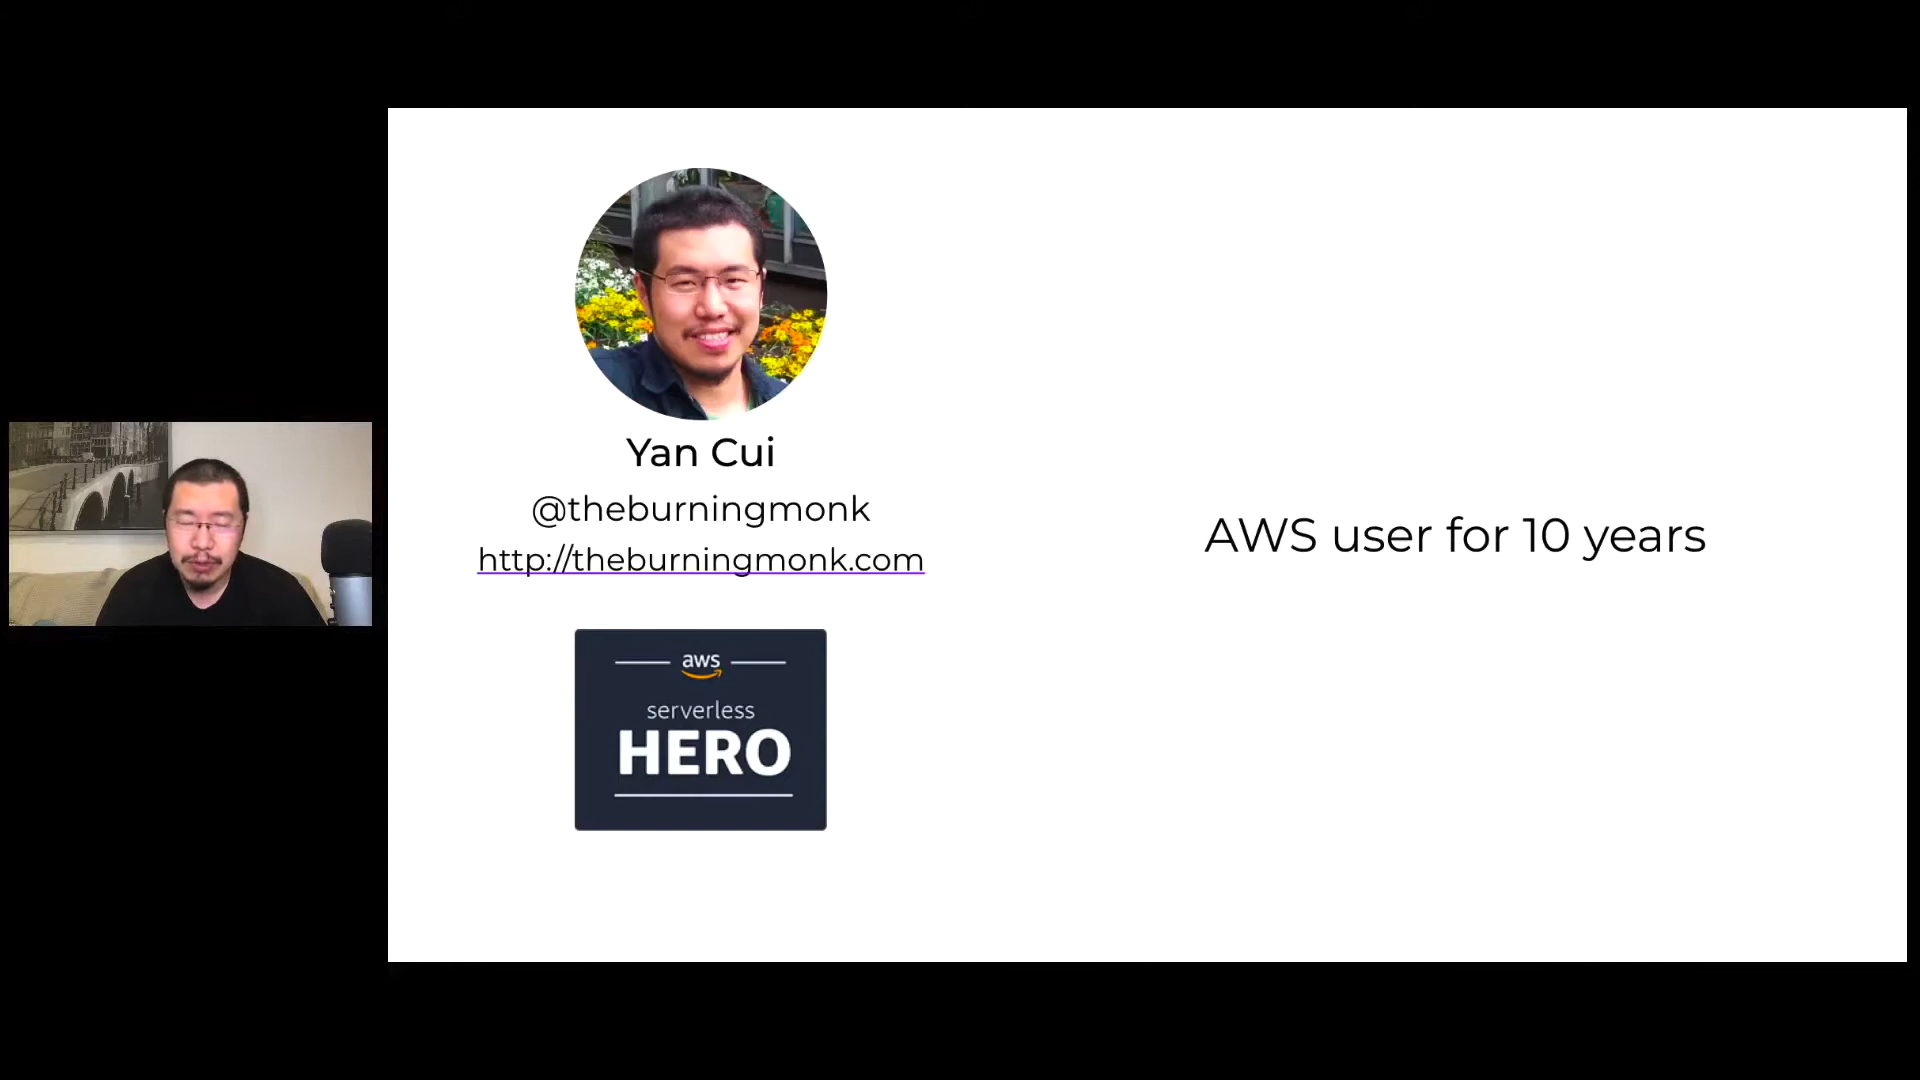 Yan Cui
@theburningmonk
http://theburningmonk.com
aws
serverless
HERO
AWS user for 10 years